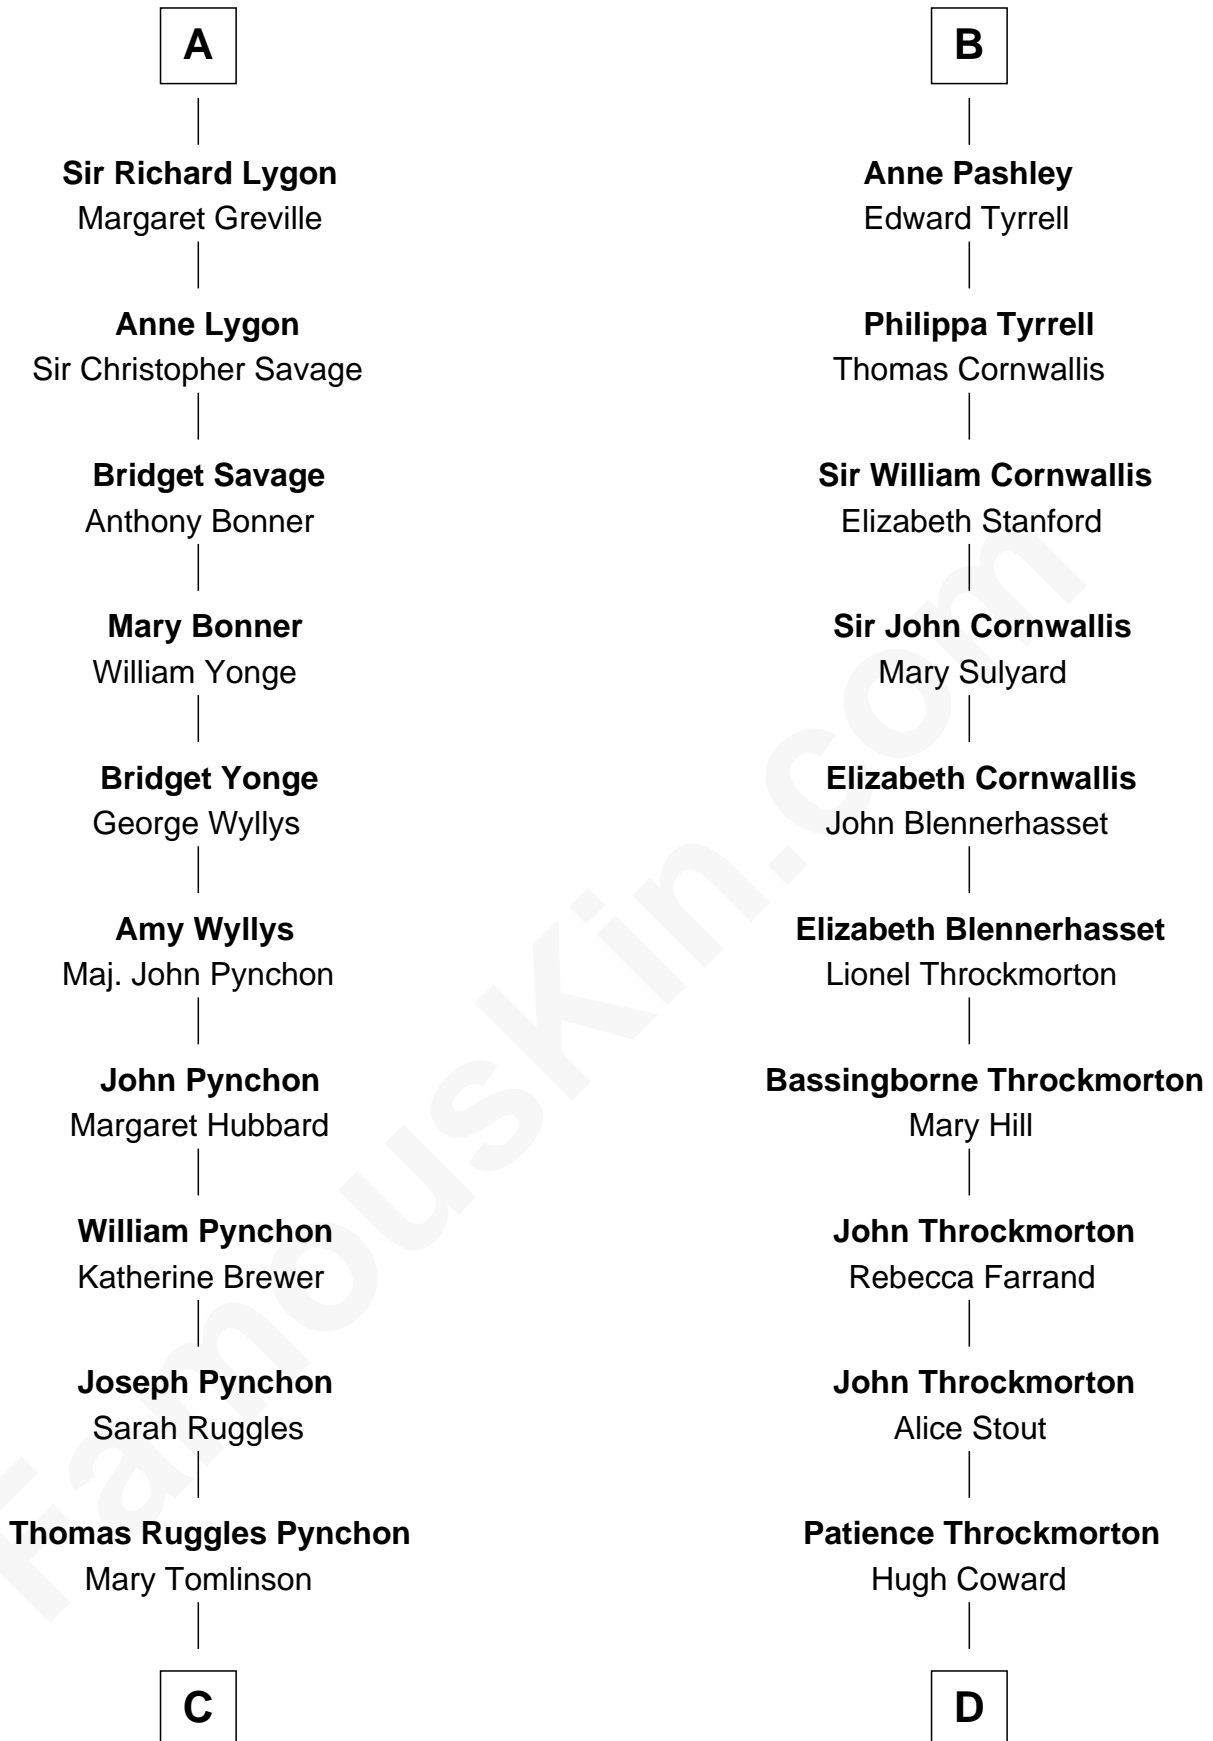 A
Sir Richard Lygon
Margaret Greville
Anne Lygon
Sir Christopher Savage
Bridget Savage
Anthony Bonner
Mary Bonner
William Yonge
Bridget Yonge
George Wyllys
Amy Wyllys
Maj. John Pynchon
John Pynchon
Margaret Hubbard
William Pynchon
Katherine Brewer
Joseph Pynchon
Sarah Ruggles
Thomas Ruggles Pynchon
Mary Tomlinson
C
B
Anne Pashley
Edward Tyrrell
Philippa Tyrrell
Thomas Cornwallis
Sir William Cornwallis
Elizabeth Stanford
Sir John Cornwallis
Mary Sulyard
Elizabeth Cornwallis
John Blennerhasset
Elizabeth Blennerhasset
Lionel Throckmorton
Bassingborne Throckmorton
Mary Hill
John Throckmorton
Rebecca Farrand
John Throckmorton
Alice Stout
Patience Throckmorton
Hugh Coward
D
FamousKin.com